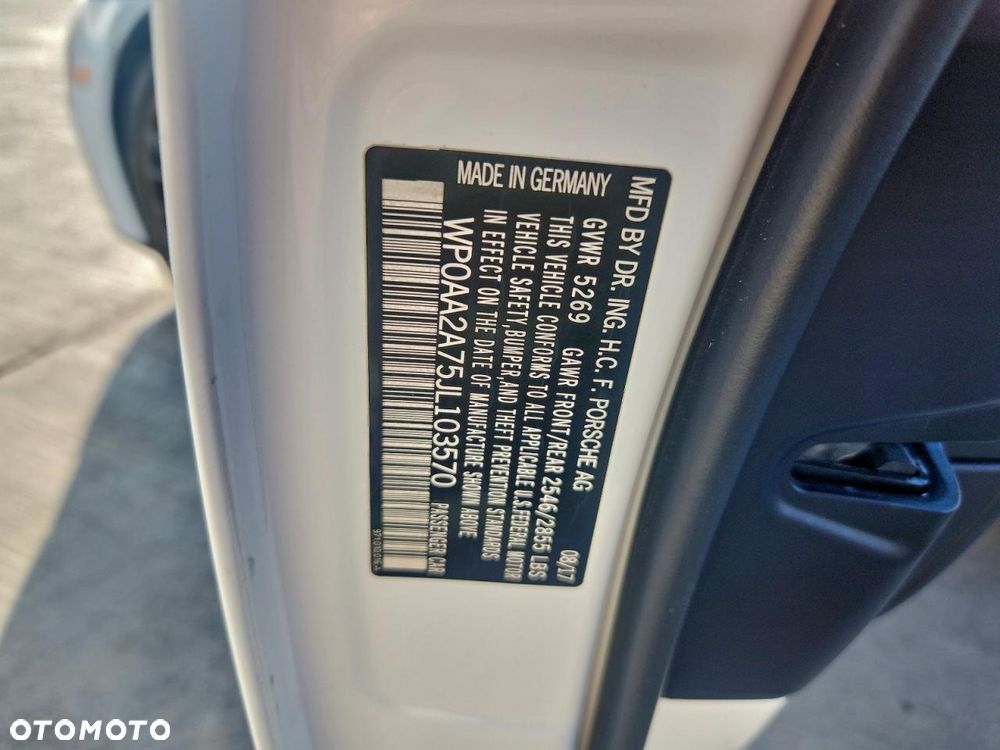 MFD BY DR. ING. H.C. F. PORSCHE AG
08/17
GVWR 5269 GAWR FRONT/REAR 2546/2855 LBS
THIS VEHICLE CONFORMS TO ALL APPLICABLE U.S. FEDERAL MOTOR
VEHICLE SAFETY, BUMPER, AND THEFT PREVENTION STANDARDS
IN EFFECT ON THE DATE OF MANUFACTURE SHOWN ABOVE
WP0AA2A75JL103570
PASSENGER CAR
MADE IN GERMANY
OTOMOTO